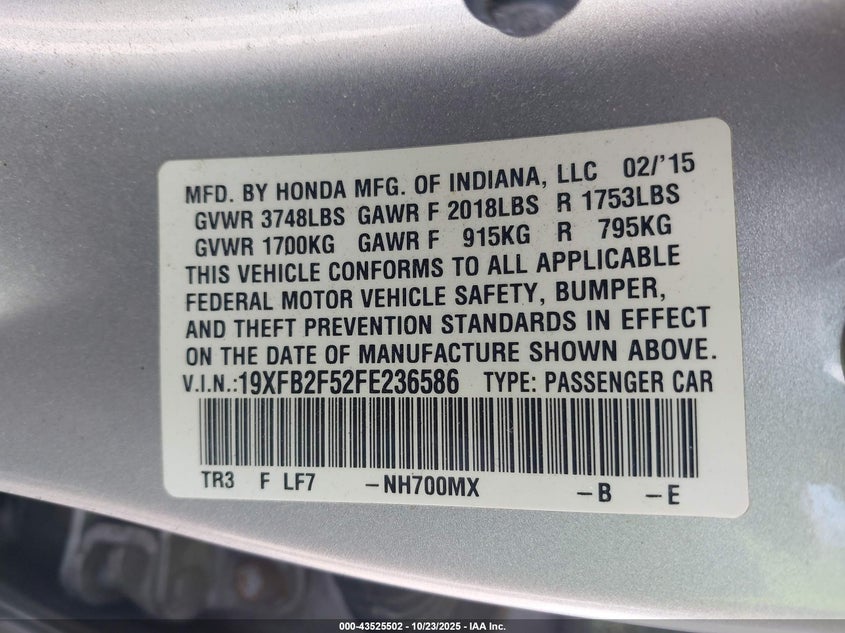 MFD. BY HONDA MFG. OF INDIANA, LLC 02/'15
GVWR 3748LBS GAWR F 2018LBS R 1753LBS
GVWR 1700KG GAWR F 915KG R 795KG
THIS VEHICLE CONFORMS TO ALL APPLICABLE
FEDERAL MOTOR VEHICLE SAFETY, BUMPER,
AND THEFT PREVENTION STANDARDS IN EFFECT
ON THE DATE OF MANUFACTURE SHOWN ABOVE.
V.I.N.:19XFB2F52FE236586 TYPE: PASSENGER CAR
TR3 F LF7 –NH700MX –B –E
000-43525502 - 10/23/2025 - IAA Inc.